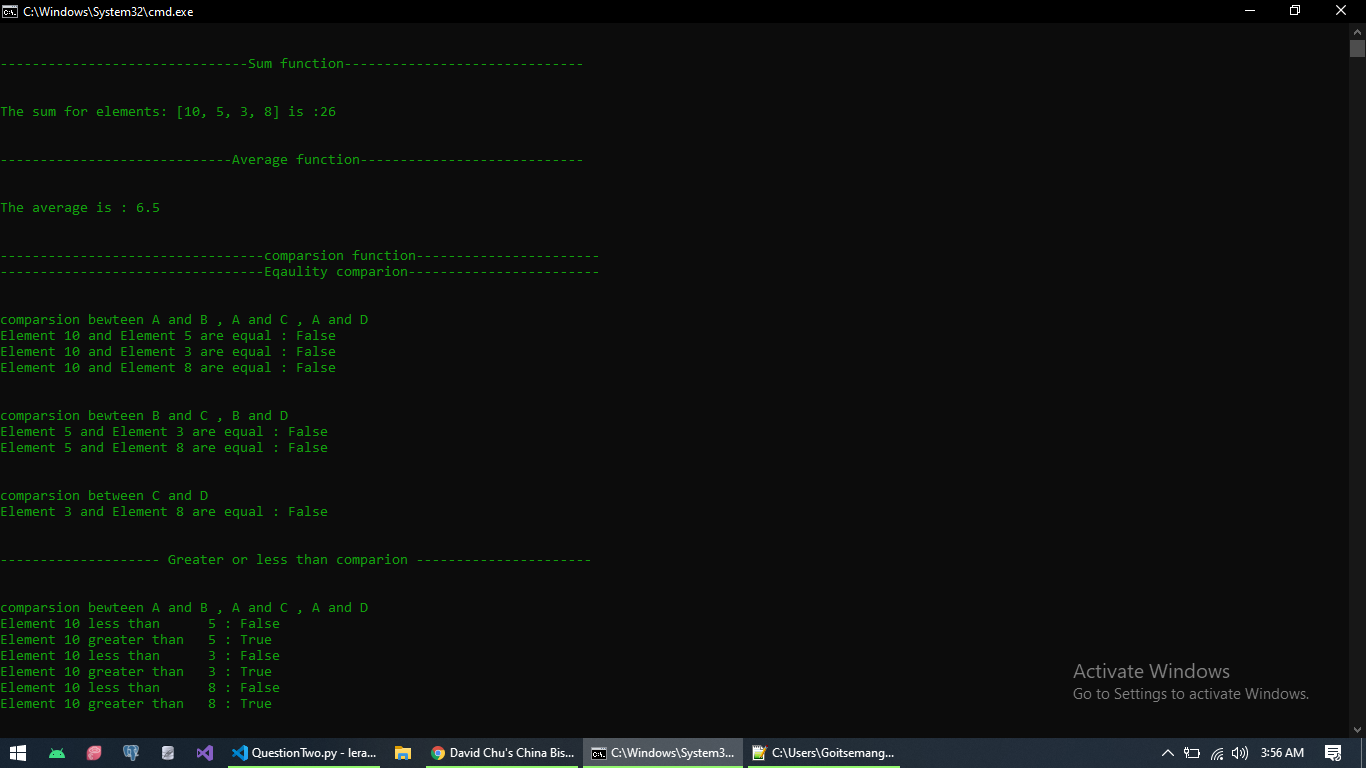 C:\Windows\System32\cmd.exe
-------------------------------Sum function------------------------------
The sum for elements: [10, 5, 3, 8] is :26
-----------------------------Average function----------------------------
The average is : 6.5
---------------------------------comparsion function-----------------------
---------------------------------Eqaulity comparion------------------------
comparsion bewteen A and B , A and C , A and D
Element 10 and Element 5 are equal : False
Element 10 and Element 3 are equal : False
Element 10 and Element 8 are equal : False
comparsion bewteen B and C , B and D
Element 5 and Element 3 are equal : False
Element 5 and Element 8 are equal : False
comparsion between C and D
Element 3 and Element 8 are equal : False
-------------------- Greater or less than comparion ----------------------
comparsion bewteen A and B , A and C , A and D
Element 10 less than      5 : False
Element 10 greater than   5 : True
Element 10 less than      3 : False
Element 10 greater than   3 : True
Element 10 less than      8 : False
Element 10 greater than   8 : True
Activate Windows
Go to Settings to activate Windows.
QuestionTwo.py - lera... David Chu's China Bis... C:\Windows\System3... C:\Users\Goitsemang... 3:56 AM